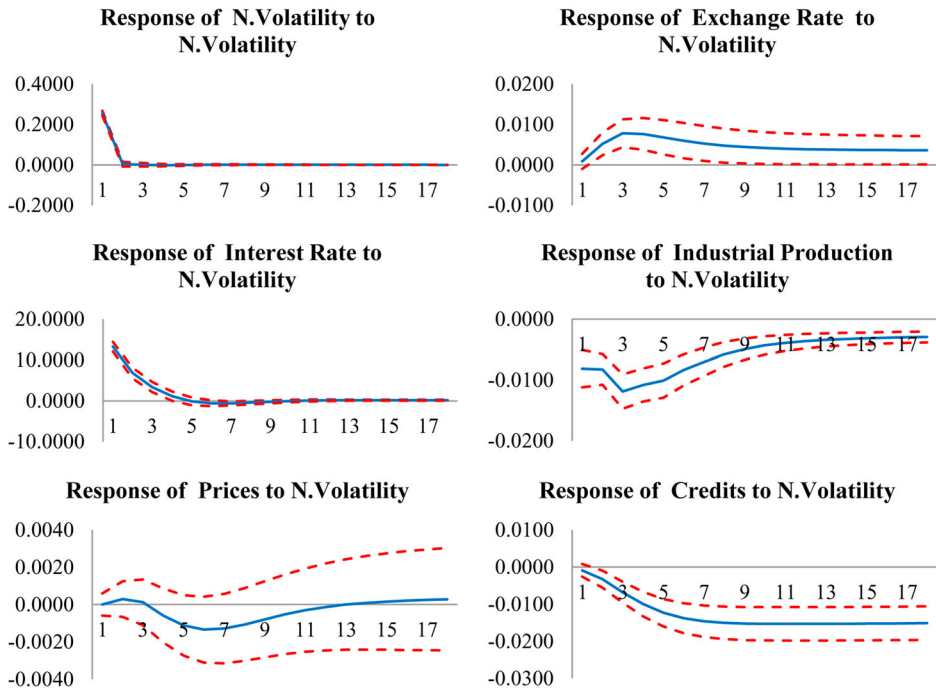 Response of N.Volatility to
N.Volatility
0.4000
0.2000
0.0000
-0.2000
1 3 5 7 9 11 13 15 17
Response of Exchange Rate to
N.Volatility
0.0200
0.0100
0.0000
-0.0100
1 3 5 7 9 11 13 15 17
Response of Interest Rate to
N.Volatility
20.0000
10.0000
0.0000
-10.0000
1 3 5 7 9 11 13 15 17
Response of Industrial Production
to N.Volatility
0.0000
-0.0100
-0.0200
1 3 5 7 9 11 13 15 17
Response of Prices to N.Volatility
0.0040
0.0020
0.0000
-0.0020
-0.0040
1 3 5 7 9 11 13 15 17
Response of Credits to N.Volatility
0.0100
0.0000
-0.0100
-0.0200
-0.0300
1 3 5 7 9 11 13 15 17